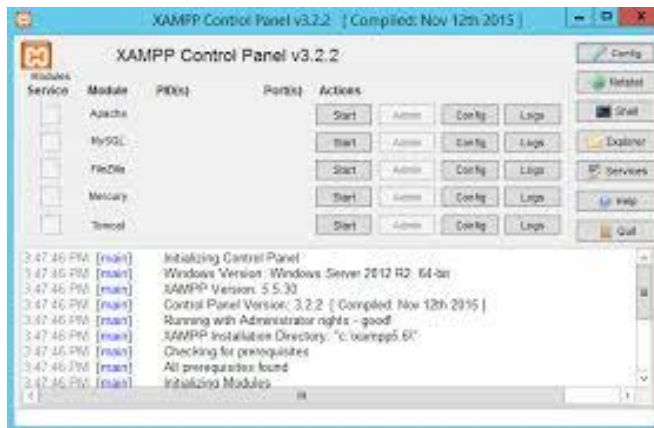 XAMPP Control Panel v3.2.2 [ Compiled: Nov 12th 2015 ]
XAMPP Control Panel v3.2.2
Config
Modules
Service Module PID(s) Port(s) Actions
Netstat
Apache Start Admin Config Logs
Shell
MySQL Start Admin Config Logs
Explorer
FileZilla Start Admin Config Logs
Services
Mercury Start Admin Config Logs
Help
Tomcat Start Admin Config Logs
Quit
3:47:46 PM [main] Initializing Control Panel
3:47:46 PM [main] Windows Version: Windows Server 2012 R2 64-bit
3:47:46 PM [main] XAMPP Version: 5.5.30
3:47:46 PM [main] Control Panel Version: 3.2.2 [ Compiled: Nov 12th 2015 ]
3:47:46 PM [main] Running with Administrator rights - good!
3:47:46 PM [main] XAMPP Installation Directory: "c:\xampp5.6\"
3:47:46 PM [main] Checking for prerequisites
3:47:46 PM [main] All prerequisites found
3:47:46 PM [main] Initializing Modules